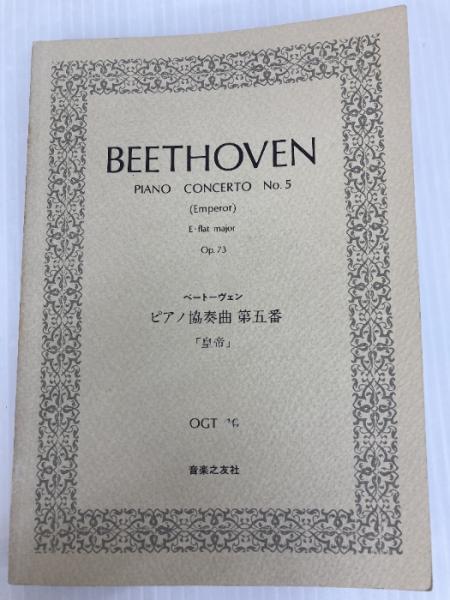 BEETHOVEN
PIANO CONCERTO No. 5
(Emperor)
E♭-flat major
Op. 73
ベートーヴェン
ピアノ協奏曲 第五番
「皇帝」
OGT
音楽之友社